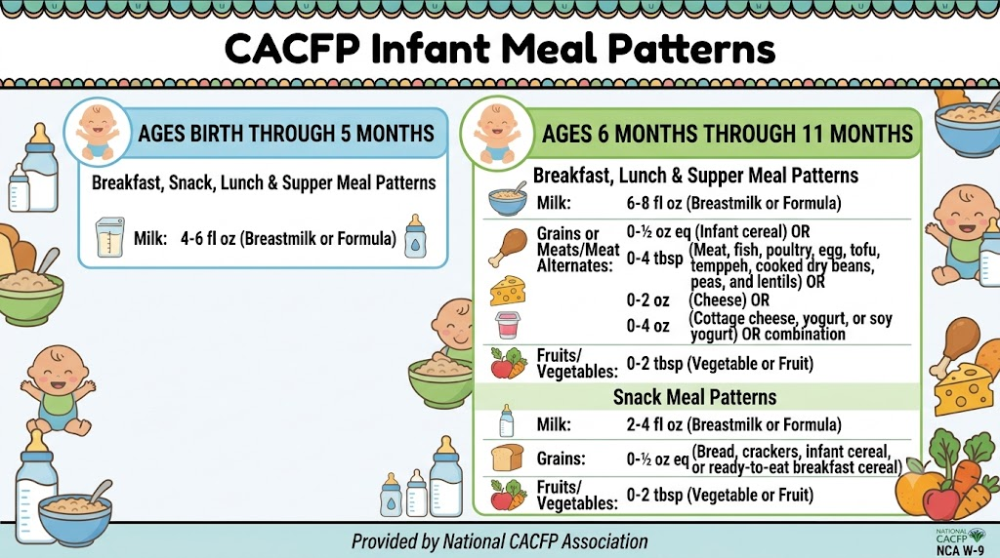 CACFP Infant Meal Patterns
AGES BIRTH THROUGH 5 MONTHS
Breakfast, Snack, Lunch & Supper Meal Patterns
Milk: 4-6 fl oz (Breastmilk or Formula)
AGES 6 MONTHS THROUGH 11 MONTHS
Breakfast, Lunch & Supper Meal Patterns
Milk: 6-8 fl oz (Breastmilk or Formula)
Grains or
Meats/Meat
Alternates:
0-½ oz eq (Infant cereal) OR
0-4 tbsp (Meat, fish, poultry, egg, tofu,
temppeh, cooked dry beans,
peas, and lentils) OR
0-2 oz (Cheese) OR
0-4 oz (Cottage cheese, yogurt, or soy
yogurt) OR combination
Fruits/
Vegetables: 0-2 tbsp (Vegetable or Fruit)
Snack Meal Patterns
Milk: 2-4 fl oz (Breastmilk or Formula)
Grains: 0-½ oz eq (Bread, crackers, infant cereal,
or ready-to-eat breakfast cereal)
Fruits/
Vegetables: 0-2 tbsp (Vegetable or Fruit)
Provided by National CACFP Association
NATIONAL
CACFP
NCA W-9